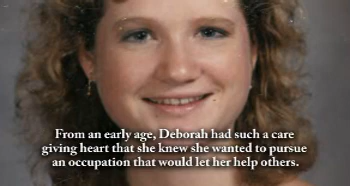 From an early age, Deborah had such a care
giving heart that she knew she wanted to pursue
an occupation that would let her help others.